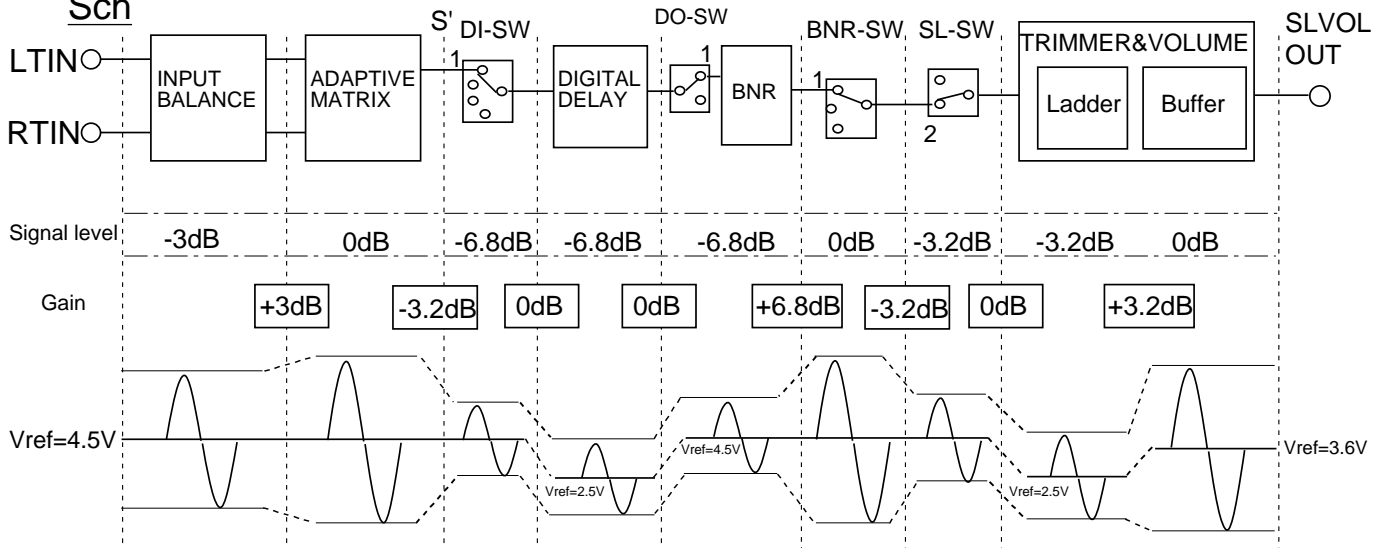 Sch
S' DI-SW DO-SW BNR-SW SL-SW SLVOL OUT
LTIN
RTIN
INPUT BALANCE
ADAPTIVE MATRIX
1
DIGITAL DELAY
1
BNR
1
2
TRIMMER&VOLUME
Ladder Buffer
Signal level -3dB 0dB -6.8dB -6.8dB -6.8dB 0dB -3.2dB -3.2dB 0dB
Gain +3dB -3.2dB 0dB 0dB +6.8dB -3.2dB 0dB +3.2dB
Vref=4.5V Vref=4.5V Vref=3.6V
Vref=2.5V Vref=2.5V